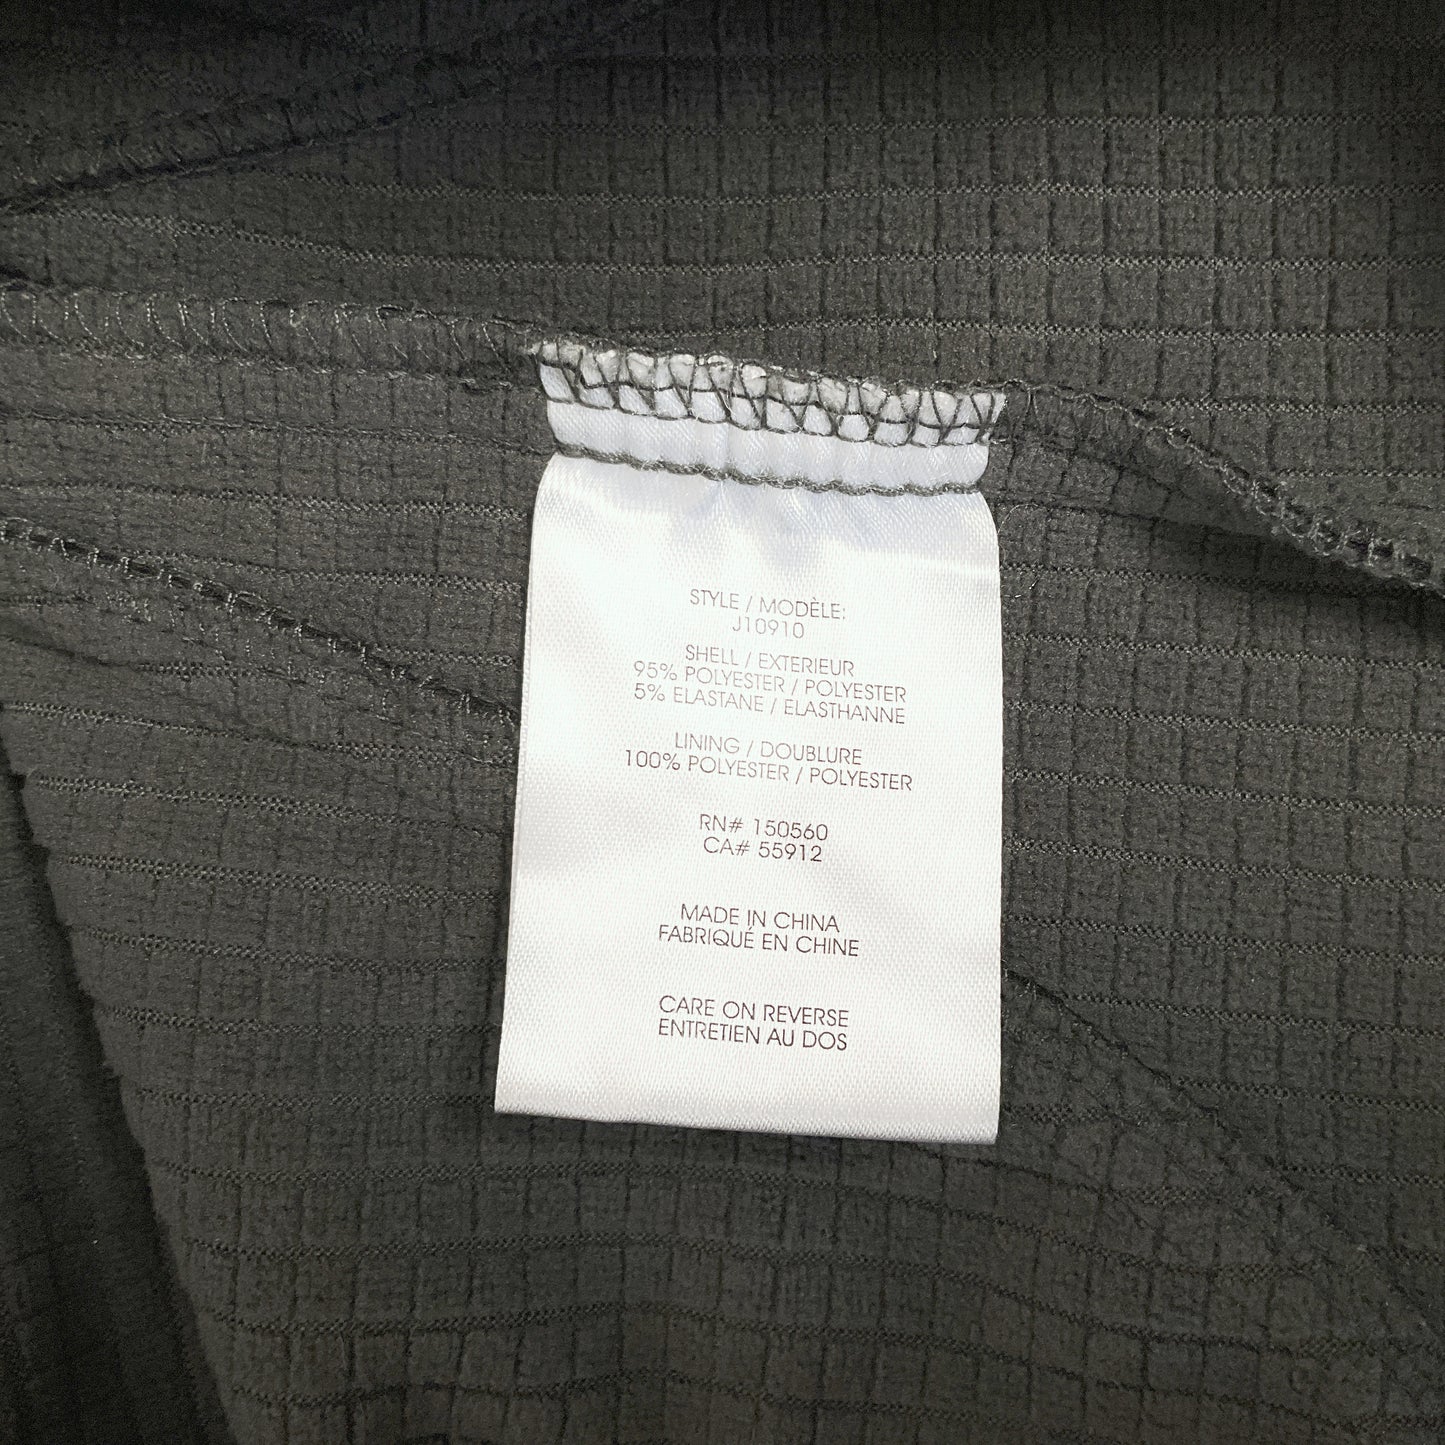 STYLE / MODÈLE:
J10910
SHELL / EXTERIEUR
95% POLYESTER / POLYESTER
5% ELASTANE / ELASTHANNE
LINING / DOUBLURE
100% POLYESTER / POLYESTER
RN# 150560
CA# 55912
MADE IN CHINA
FABRIQUÉ EN CHINE
CARE ON REVERSE
ENTRETIEN AU DOS